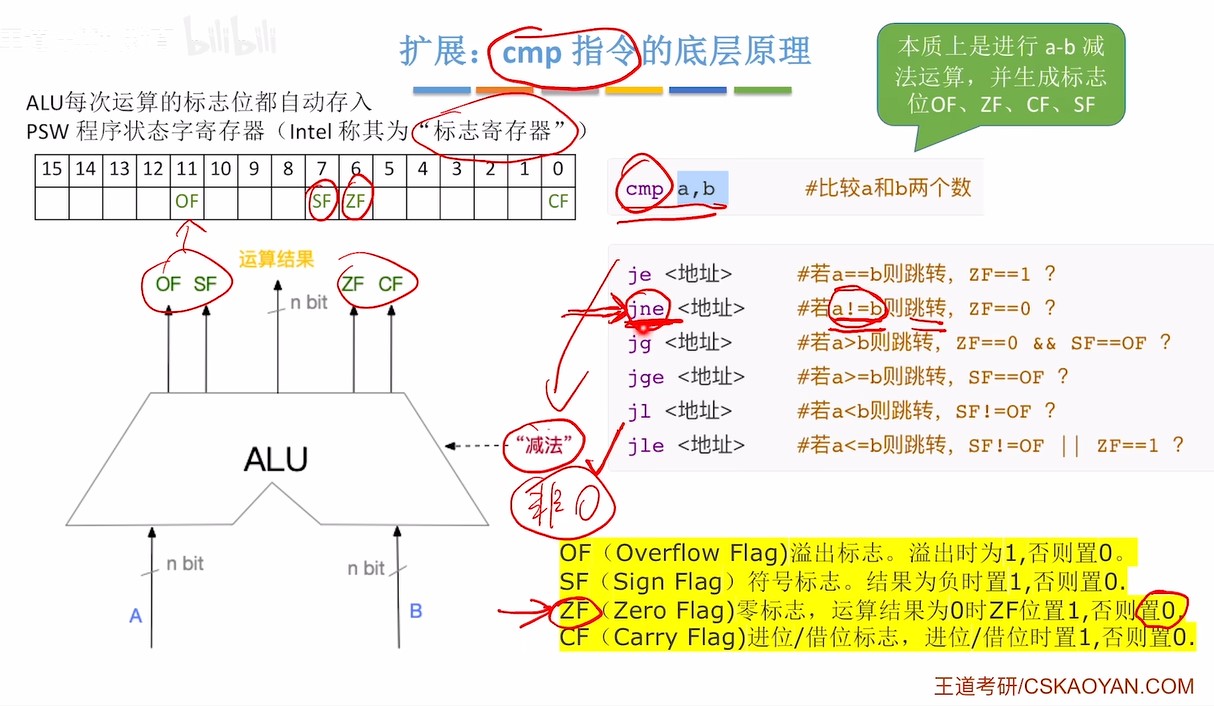 bilibili
扩展：cmp 指令的底层原理
本质上是进行 a-b 减
法运算，并生成标志
位OF、ZF、CF、SF
ALU每次运算的标志位都自动存入
PSW 程序状态字寄存器（Intel 称其为“标志寄存器”）
15 14 13 12 11 10 9 8 7 6 5 4 3 2 1 0
OF SF ZF CF
cmp a,b #比较a和b两个数
je <地址> #若a==b则跳转，ZF==1 ?
jne <地址> #若a!=b则跳转，ZF==0 ?
jg <地址> #若a>b则跳转，ZF==0 && SF==OF ?
jge <地址> #若a>=b则跳转，SF==OF ?
jl <地址> #若a<b则跳转，SF!=OF ?
jle <地址> #若a<=b则跳转，SF!=OF || ZF==1 ?
运算结果
OF SF ZF CF
n bit
ALU
“减法”
非0
n bit n bit
A B
OF（Overflow Flag)溢出标志。溢出时为1,否则置0。
SF（Sign Flag）符号标志。结果为负时置1,否则置0.
ZF（Zero Flag)零标志，运算结果为0时ZF位置1,否则置0.
CF（Carry Flag)进位/借位标志，进位/借位时置1,否则置0.
王道考研/CSKAOYAN.COM